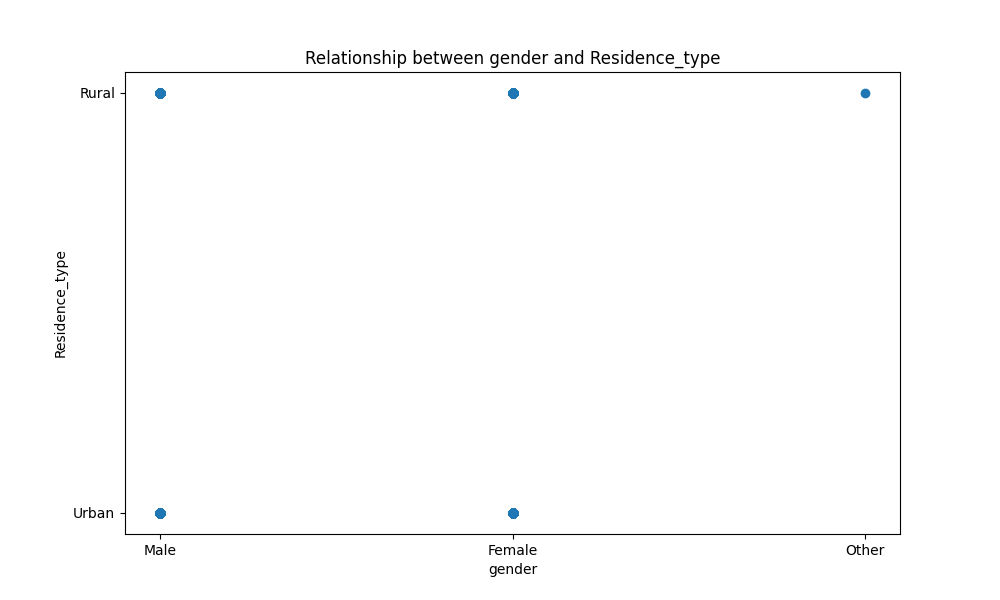 Relationship between gender and Residence_type
Rural
Residence_type
Urban
Male
Female
Other
gender